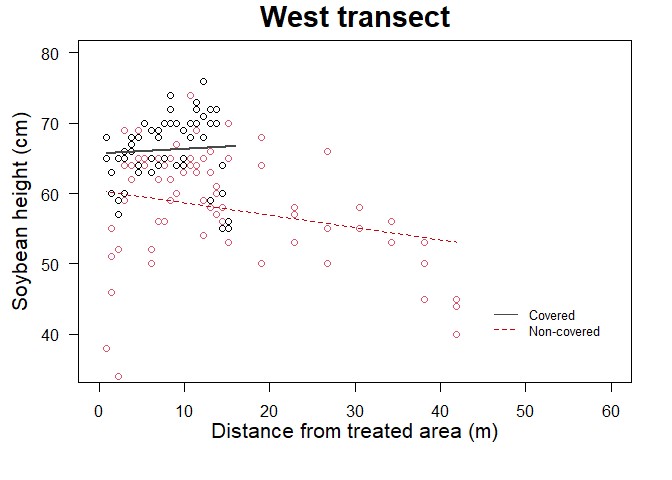 West transect
80
70
60
50
40
Soybean height (cm)
Covered
Non-covered
0 10 20 30 40 50 60
Distance from treated area (m)